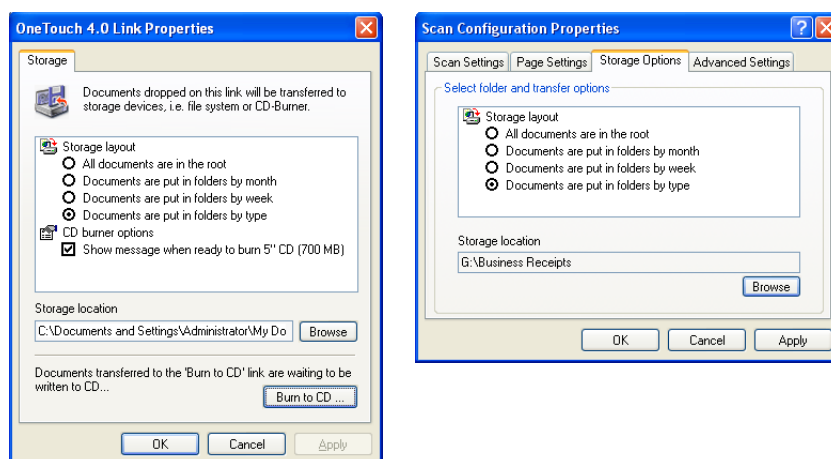 OneTouch 4.0 Link Properties
Storage
Documents dropped on this link will be transferred to
storage devices, i.e. file system or CD-Burner.
Storage layout
All documents are in the root
Documents are put in folders by month
Documents are put in folders by week
Documents are put in folders by type
CD burner options
Show message when ready to burn 5" CD (700 MB)
Storage location
C:\Documents and Settings\Administrator\My Do
Browse
Documents transferred to the 'Burn to CD' link are waiting to be
written to CD...
Burn to CD ...
OK Cancel Apply
Scan Configuration Properties
?
Scan Settings Page Settings Storage Options Advanced Settings
Select folder and transfer options
Storage layout
All documents are in the root
Documents are put in folders by month
Documents are put in folders by week
Documents are put in folders by type
Storage location
G:\Business Receipts
Browse
OK Cancel Apply